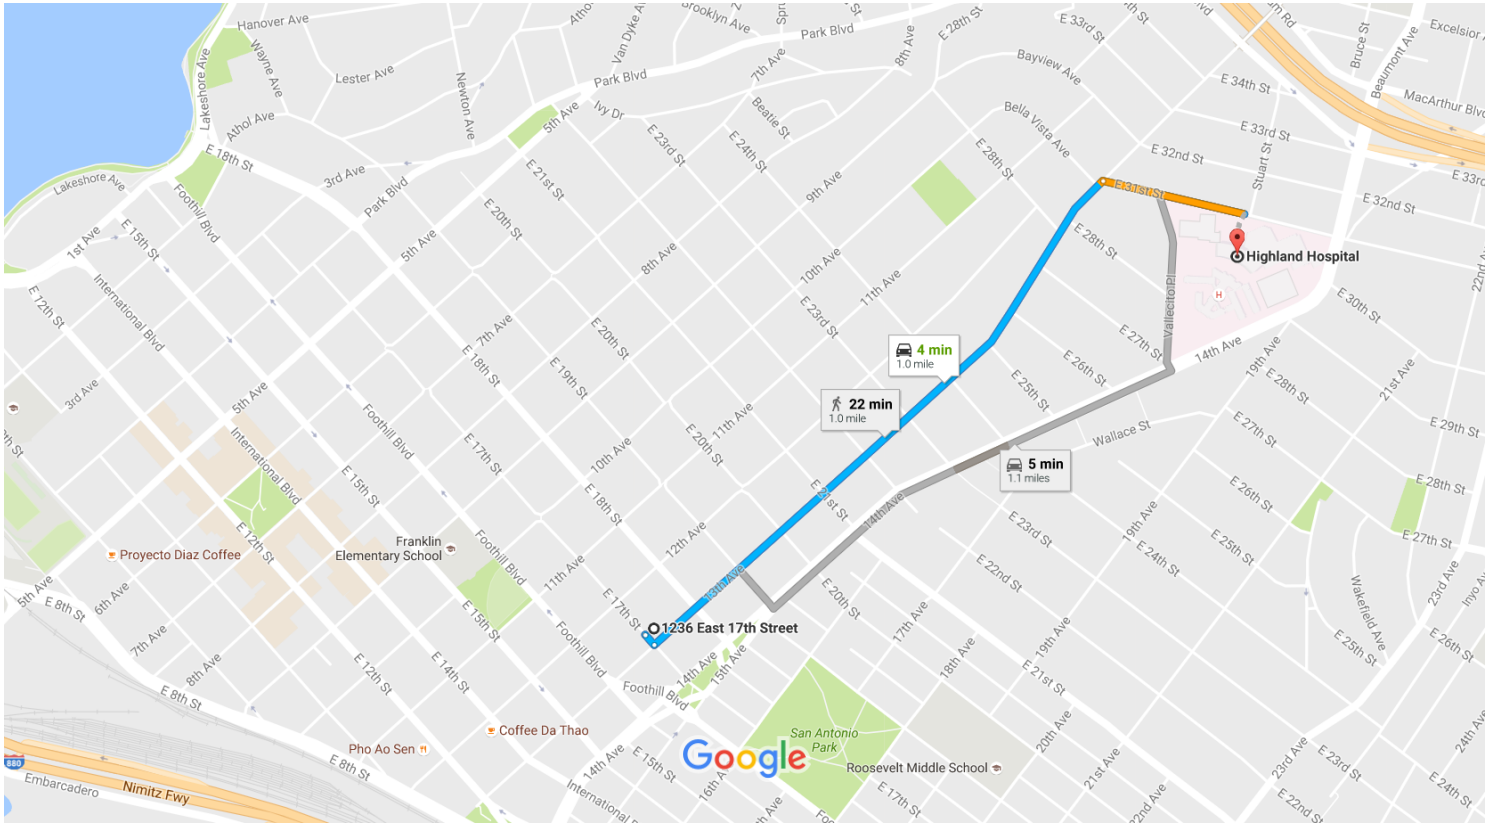 Hanover Ave
Brooklyn Ave
Park Blvd
8th Ave
E 28th St
E 33rd St
Bruce St
Beaumont Ave
Excelsior
Lakeshore Ave
Wayne Ave
Lester Ave
Newton Ave
Van Dyke Ave
Park Blvd
7th Ave
Bayview Ave
E 34th St
MacArthur Blvd
Athol Ave
5th Ave
Ivy Dr
Beatie St
Bella Vista Ave
E 33rd St
E 18th St
E 23rd St
E 24th St
E 28th St
E 32nd St
Stuart St
E 33rd
Lakeshore Ave
3rd Ave
Park Blvd
E 21st St
9th Ave
E 31st St
E 32nd St
Foothill Blvd
E 20th St
1st Ave
E 15th St
5th Ave
8th Ave
10th Ave
E 28th St
Highland Hospital
H
22nd
International Blvd
E 12th St
11th Ave
Vallecito Pl
E 30th St
7th Ave
E 20th St
E 23rd St
E 27th St
14th Ave
19th Ave
4 min
1.0 mile
E 18th St
E 19th St
E 26th St
E 25th St
E 28th St
21st Ave
3rd Ave
5th Ave
22 min
1.0 mile
Foothill Blvd
11th Ave
10th Ave
E 20th St
Wallace St
E 27th St
E 29th St
International Blvd
E 17th St
5 min
1.1 miles
E 15th St
E 18th St
E 21st St
14th Ave
E 26th St
E 28th St
E 12th St
12th Ave
E 23rd St
19th Ave
E 25th St
E 27th St
Franklin
Elementary School
Proyecto Diaz Coffee
Foothill Blvd
11th Ave
13th Ave
E 22nd St
E 24th St
5th Ave
E 8th St
6th Ave
E 17th St
E 20th St
Wakefield Ave
23rd Ave
Inyo
1236 East 17th Street
7th Ave
8th Ave
E 15th St
E 14th St
E 12th St
Foothill Blvd
14th Ave
15th Ave
17th Ave
18th Ave
19th Ave
E 21st St
E 26th St
E 8th St
Foothill Blvd
Coffee Da Thao
Pho Ao Sen
San Antonio
Park
Google
20th Ave
E 23rd St
24th Ave
880
Embarcadero
Nimitz Fwy
E 8th St
14th Ave
E 15th St
International
16th
Roosevelt Middle School
E 17th St
21st Ave
22nd Ave
23rd Ave
E 22nd
E 24th St